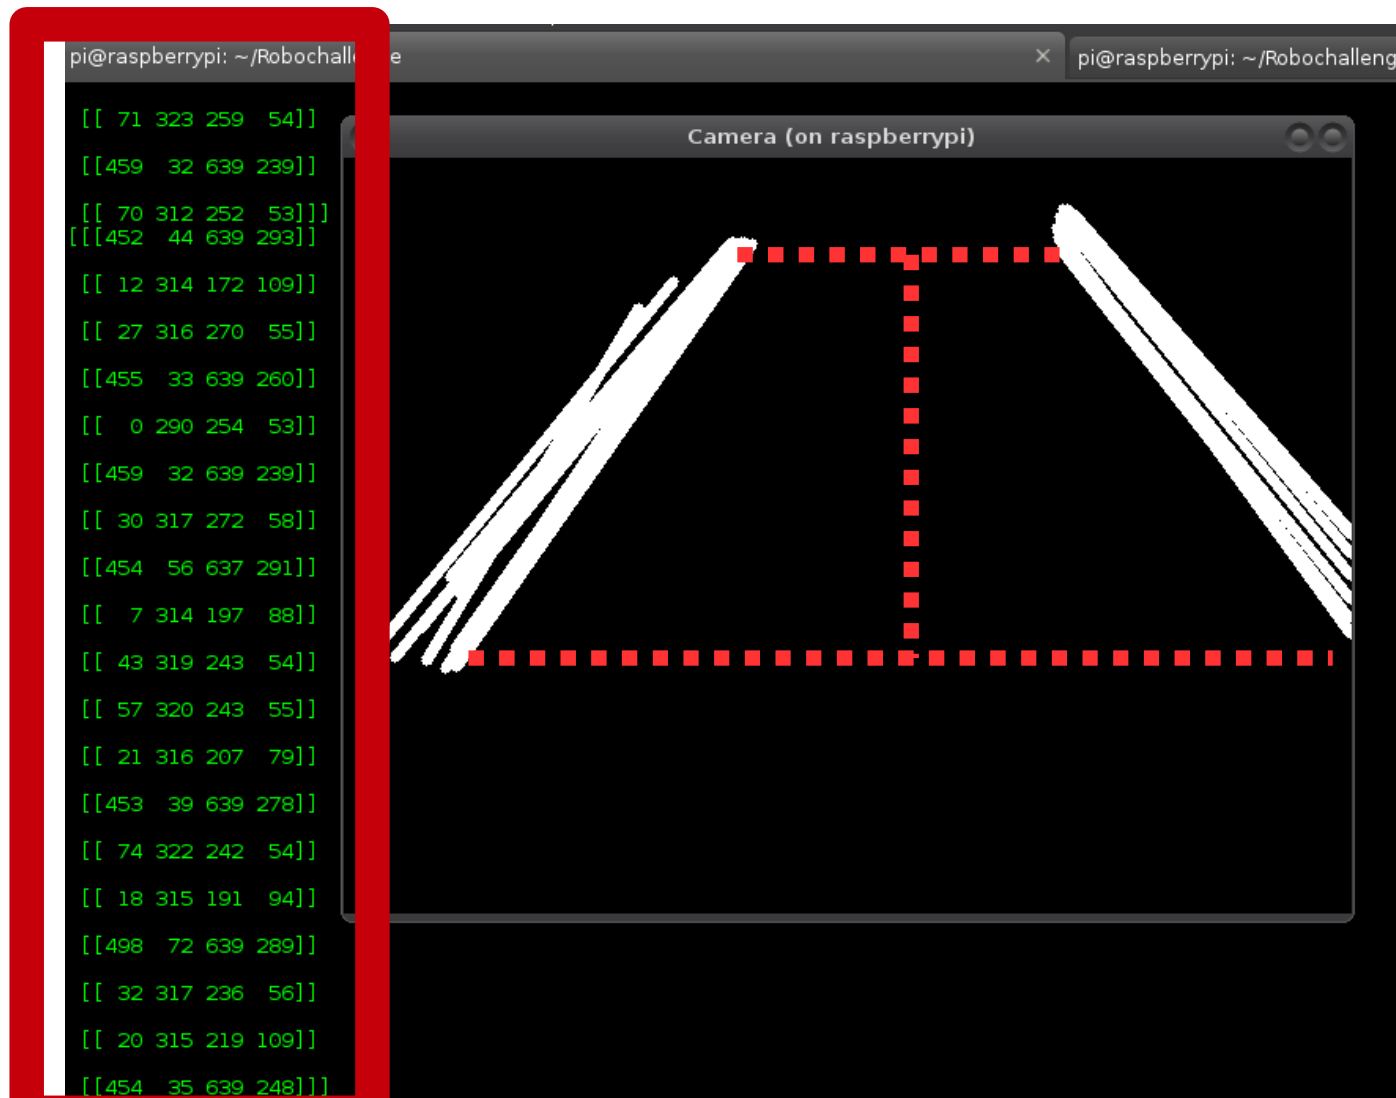 pi@raspberrypi: ~/Robochalle
e
×
pi@raspberrypi: ~/Robochalleng
Camera (on raspberrypi)
[[ 71 323 259 54]]
[[459 32 639 239]]
[[ 70 312 252 53]]]
[[[452 44 639 293]]
[[ 12 314 172 109]]
[[ 27 316 270 55]]
[[455 33 639 260]]
[[ 0 290 254 53]]
[[459 32 639 239]]
[[ 30 317 272 58]]
[[454 56 637 291]]
[[ 7 314 197 88]]
[[ 43 319 243 54]]
[[ 57 320 243 55]]
[[ 21 316 207 79]]
[[453 39 639 278]]
[[ 74 322 242 54]]
[[ 18 315 191 94]]
[[498 72 639 289]]
[[ 32 317 236 56]]
[[ 20 315 219 109]]
[[454 35 639 248]]]